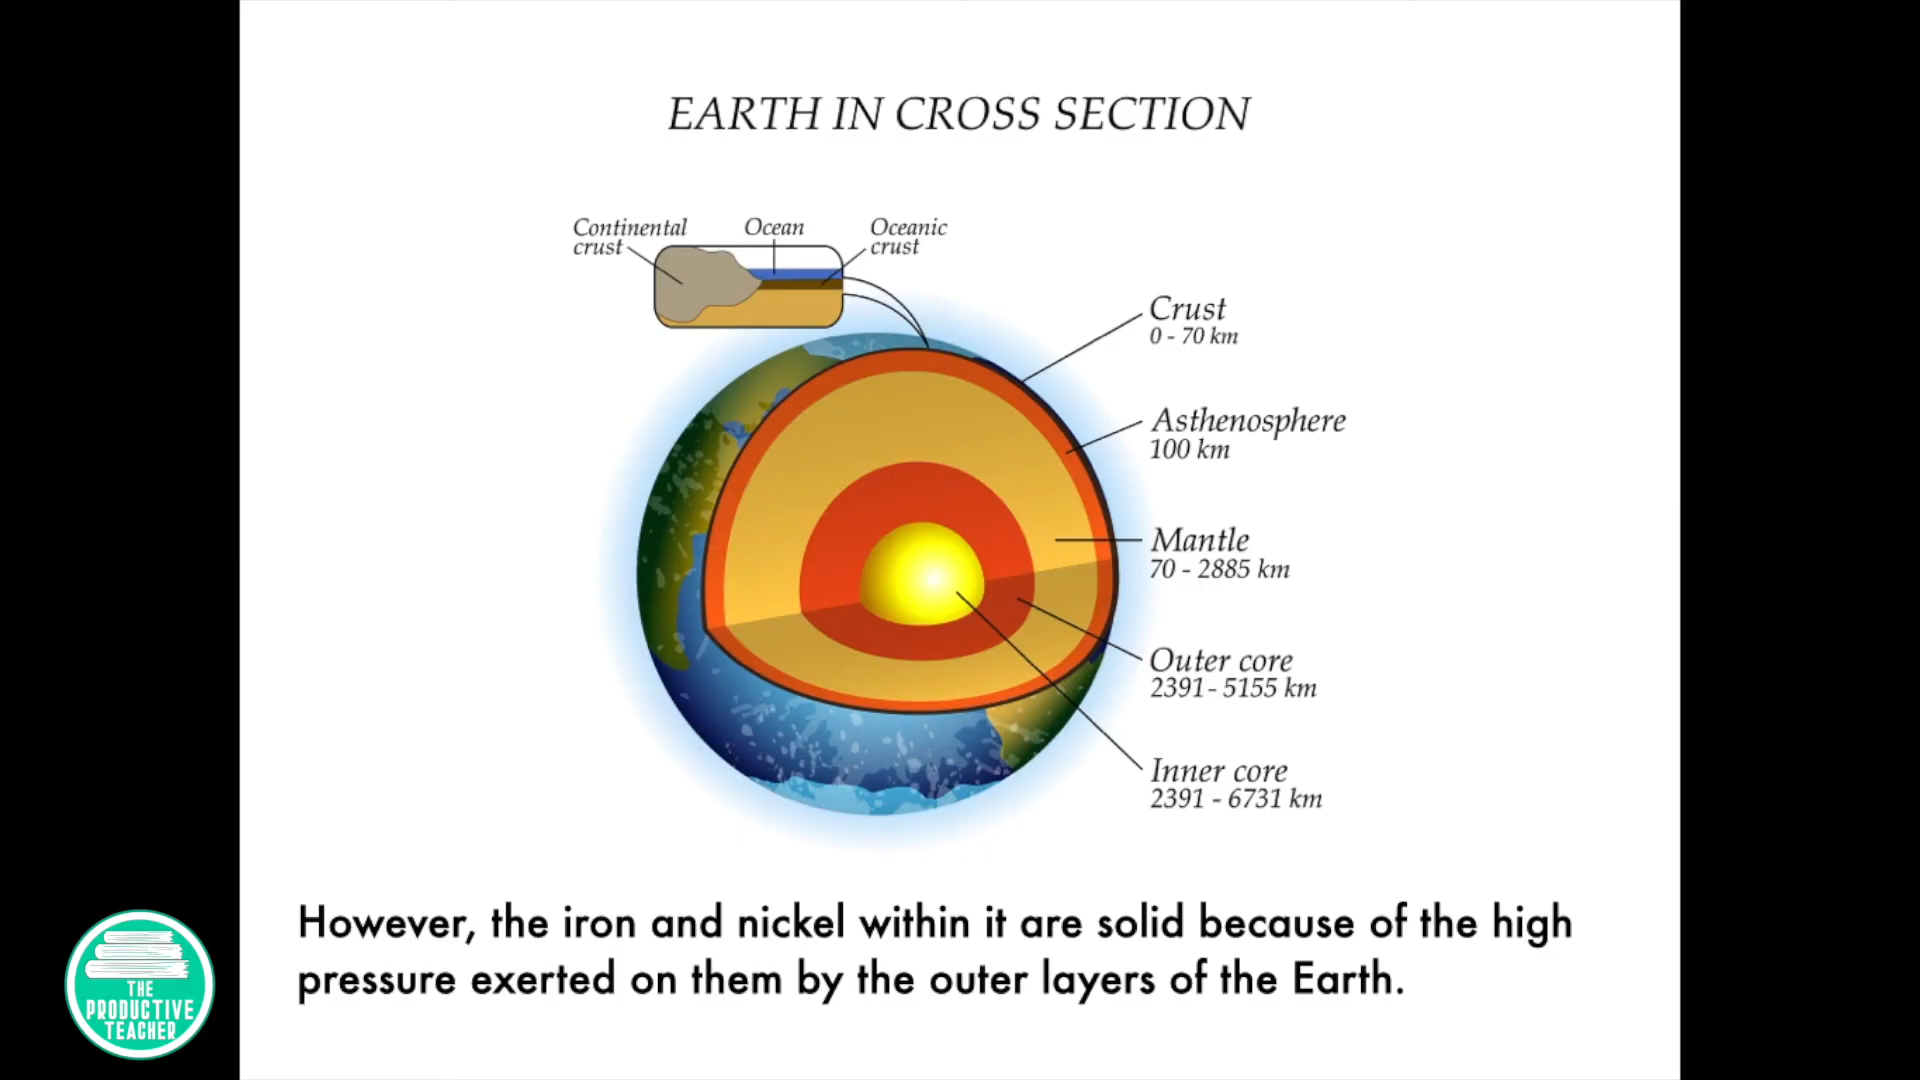 EARTH IN CROSS SECTION
Continental
crust
Ocean
Oceanic
crust
Crust
0 - 70 km
Asthenosphere
100 km
Mantle
70 - 2885 km
Outer core
2391- 5155 km
Inner core
2391 - 6731 km
However, the iron and nickel within it are solid because of the high
pressure exerted on them by the outer layers of the Earth.
THE
PRODUCTIVE
TEACHER